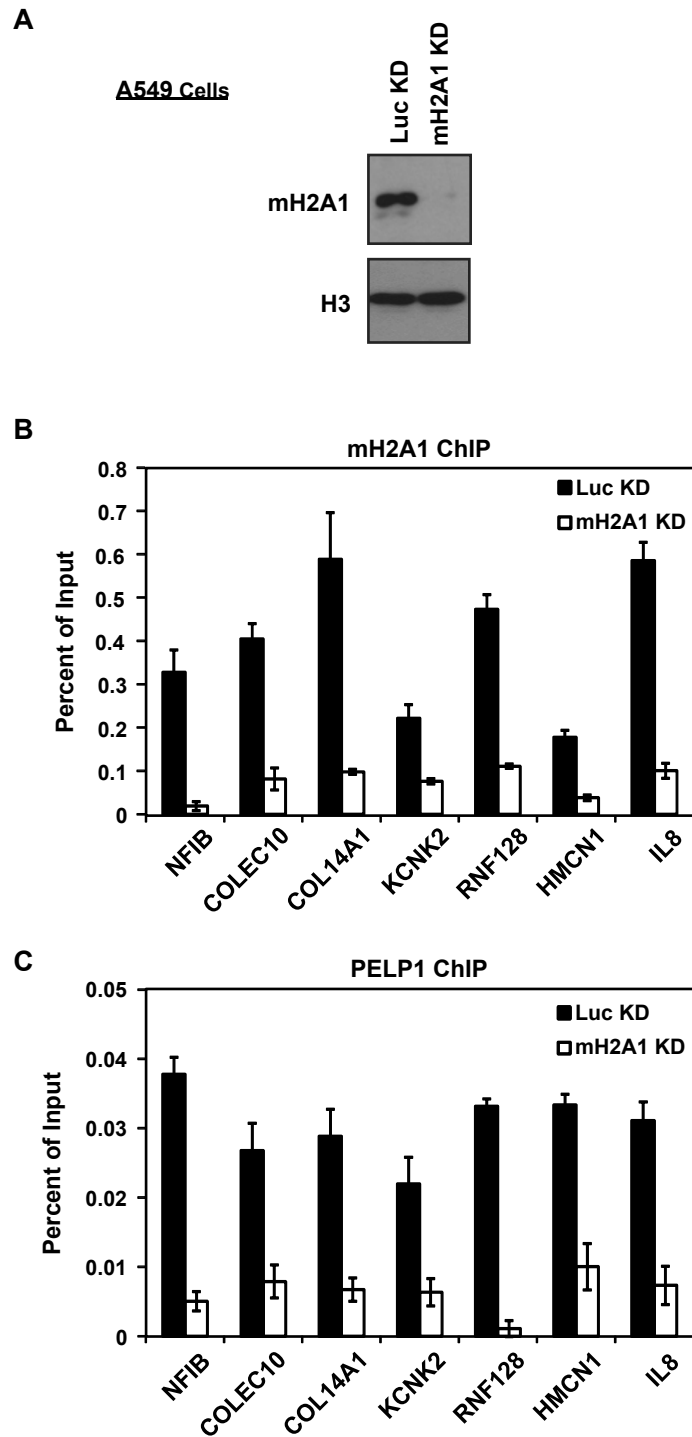 A
A549 Cells
Luc KD
mH2A1 KD
mH2A1
H3
B
mH2A1 ChIP
Percent of Input
0.8
0.7
0.6
0.5
0.4
0.3
0.2
0.1
0
Luc KD
mH2A1 KD
NFIB
COLEC10
COL14A1
KCNK2
RNF128
HMCN1
IL8
C
PELP1 ChIP
Percent of Input
0.05
0.04
0.03
0.02
0.01
0
Luc KD
mH2A1 KD
NFIB
COLEC10
COL14A1
KCNK2
RNF128
HMCN1
IL8